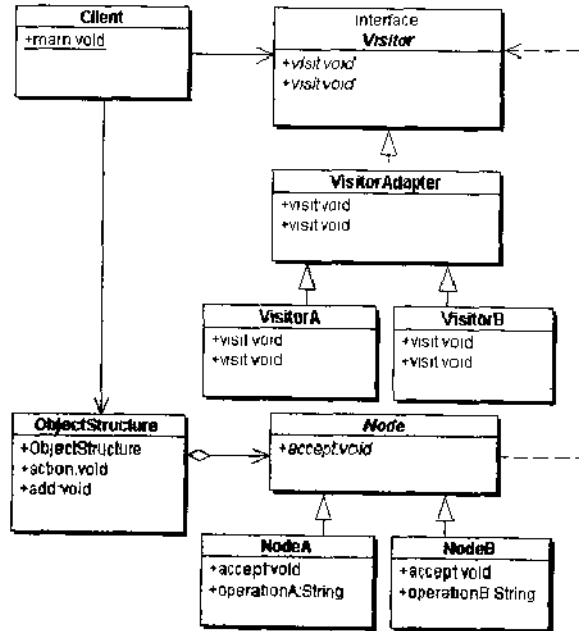 Client
+main:void
interface
Visitor
+visit:void
+visit:void
VisitorAdapter
+visit:void
+visit:void
VisitorA
+visit:void
+visit:void
VisitorB
+visit:void
+visit:void
ObjectStructure
+ObjectStructure
+action:void
+add:void
Node
+accept:void
NodeA
+accept:void
+operationA:String
NodeB
+accept:void
+operationB:String